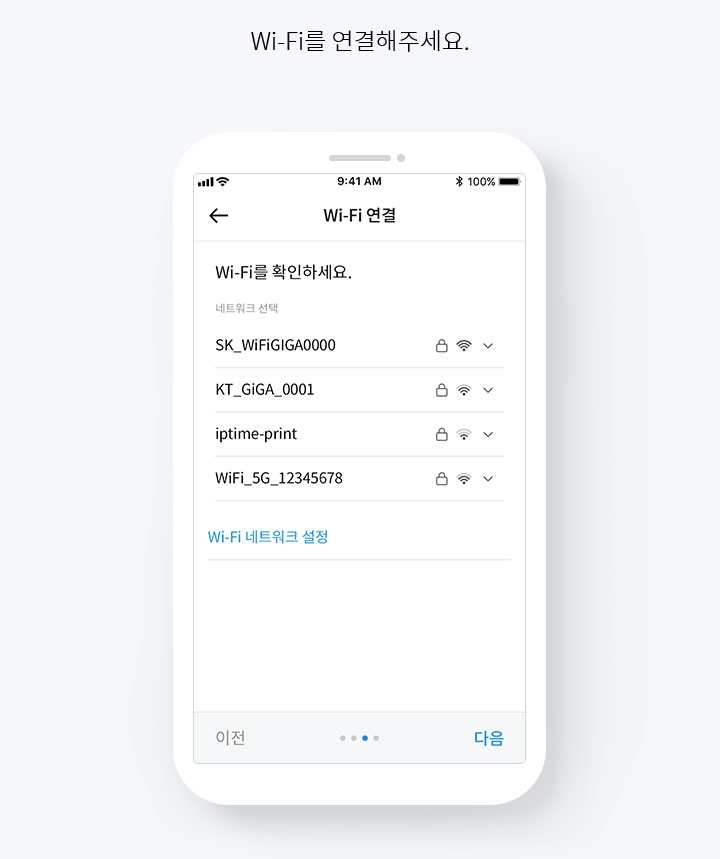 Wi-Fi를 연결해주세요.
9:41 AM 100%
Wi-Fi 연결
Wi-Fi를 확인하세요.
네트워크 선택
SK_WiFiGIGA0000
KT_GiGA_0001
iptime-print
WiFi_5G_12345678
Wi-Fi 네트워크 설정
이전 다음